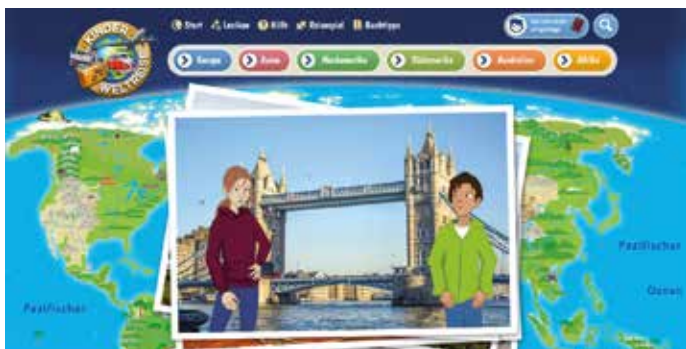 Start Lexikon Hilfe Reisespiel Buchtipps
KINDER
WELTREISE
Europa Asien Nordamerika Südamerika Australien Afrika
Pazifischer
Ozean
Pazifischer